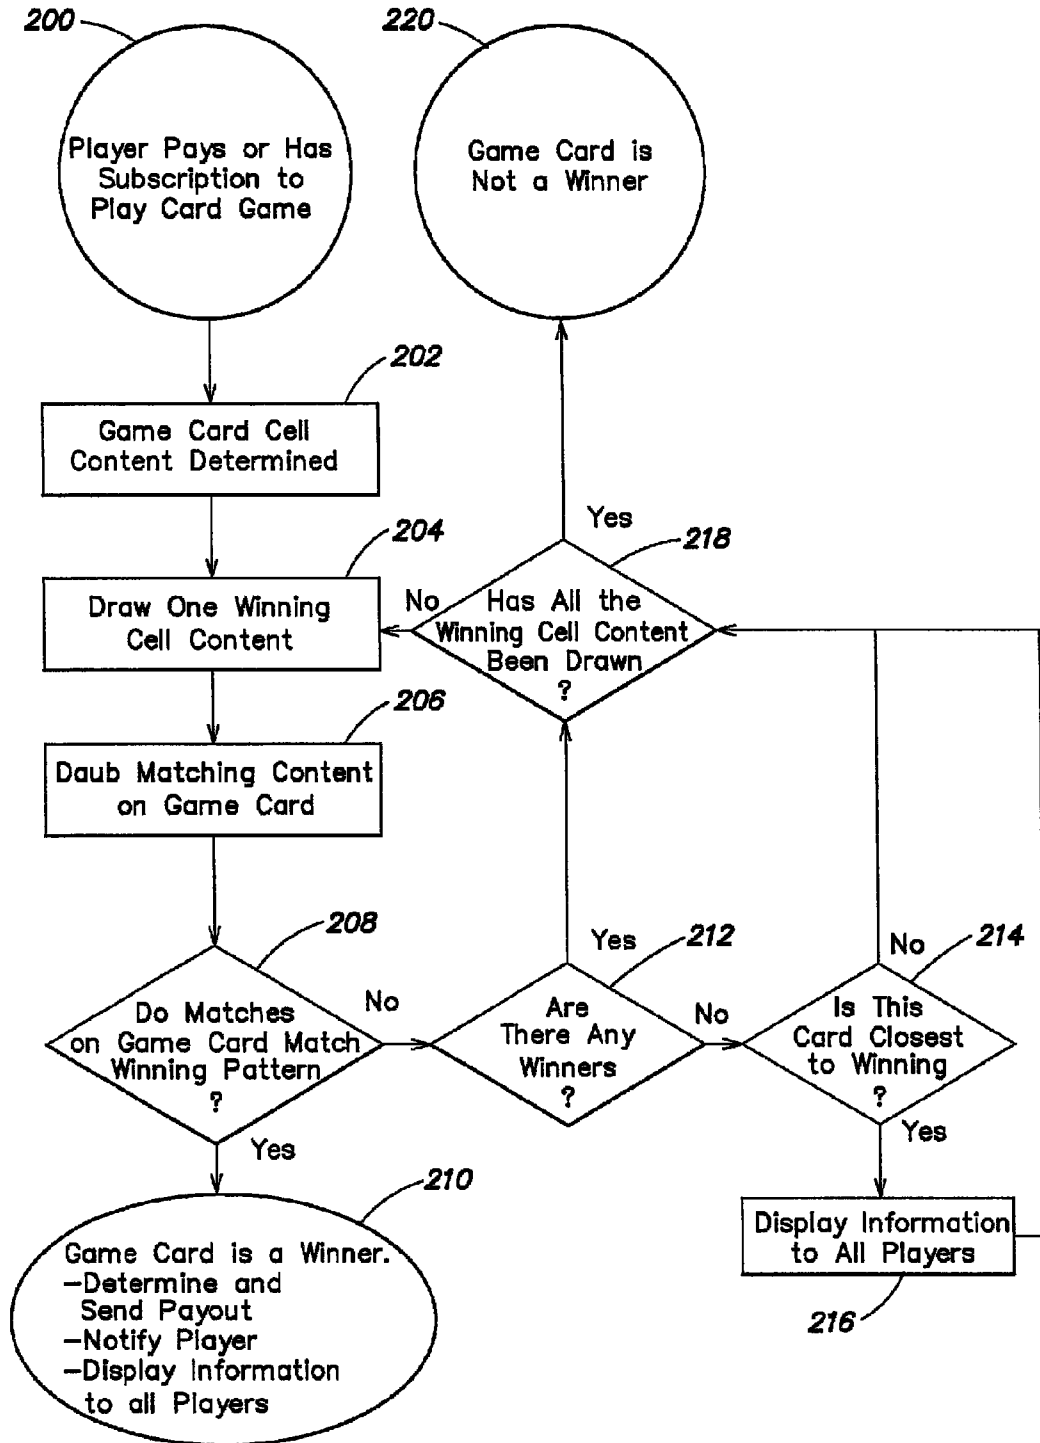 200
Player Pays or Has
Subscription to
Play Card Game
220
Game Card is
Not a Winner
202
Game Card Cell
Content Determined
204
Draw One Winning
Cell Content
No
Yes
218
Has All the
Winning Cell Content
Been Drawn
?
206
Daub Matching Content
on Game Card
208
Do Matches
on Game Card Match
Winning Pattern
?
No
Yes
Yes
212
Are
There Any
Winners
?
No
No
214
Is This
Card Closest
to Winning
?
Yes
210
Game Card is a Winner.
-Determine and
Send Payout
-Notify Player
-Display Information
to all Players
Display Information
to All Players
216